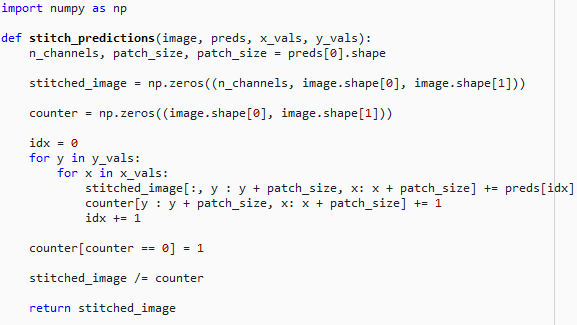 import numpy as np
def stitch_predictions(image, preds, x_vals, y_vals):
    n_channels, patch_size, patch_size = preds[0].shape
    stitched_image = np.zeros((n_channels, image.shape[0], image.shape[1]))
    counter = np.zeros((image.shape[0], image.shape[1]))
    idx = 0
    for y in y_vals:
        for x in x_vals:
            stitched_image[:, y : y + patch_size, x: x + patch_size] += preds[idx]
            counter[y : y + patch_size, x: x + patch_size] += 1
            idx += 1
    counter[counter == 0] = 1
    stitched_image /= counter
    return stitched_image